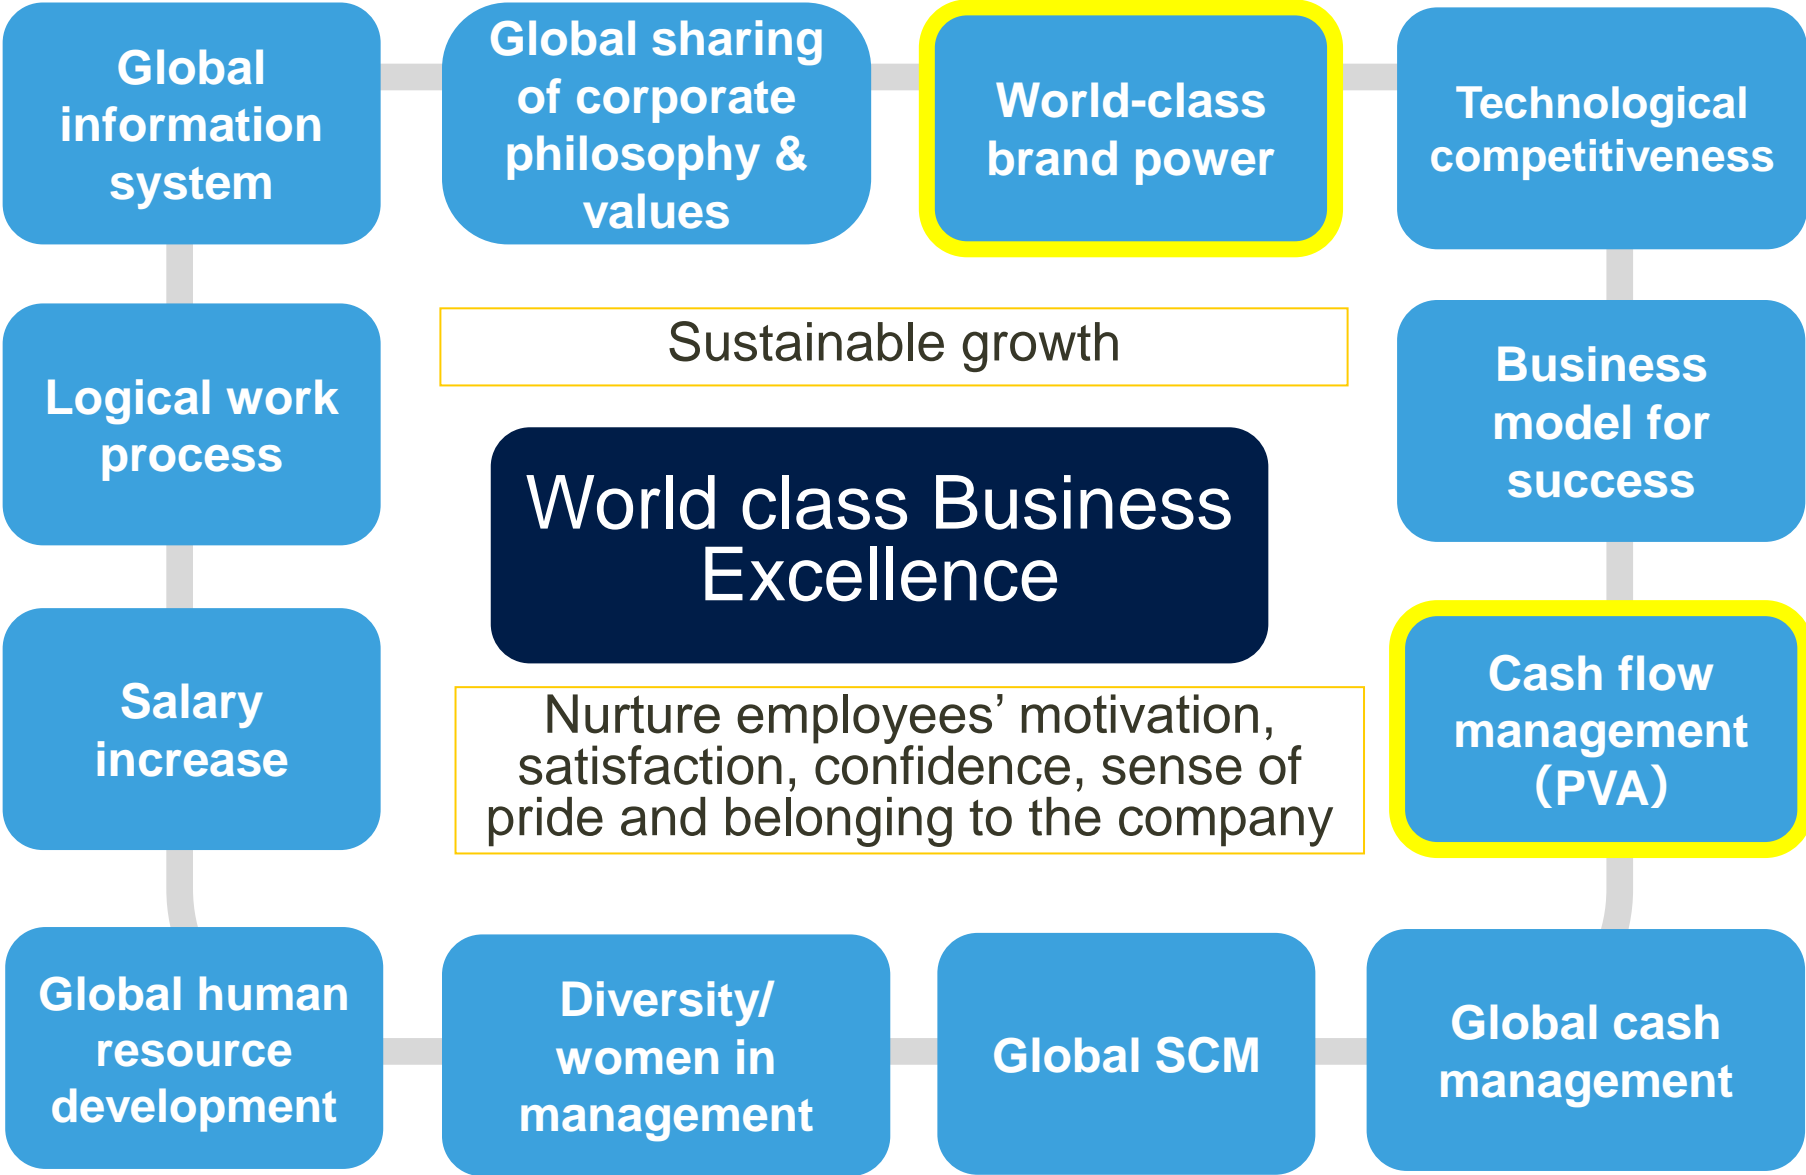 Global
information
system
Global sharing
of corporate
philosophy &
values
World-class
brand power
Technological
competitiveness
Sustainable growth
Logical work
process
Business
model for
success
World class Business
Excellence
Salary
increase
Nurture employees’ motivation,
satisfaction, confidence, sense of
pride and belonging to the company
Cash flow
management
（PVA）
Global human
resource
development
Diversity/
women in
management
Global SCM
Global cash
management